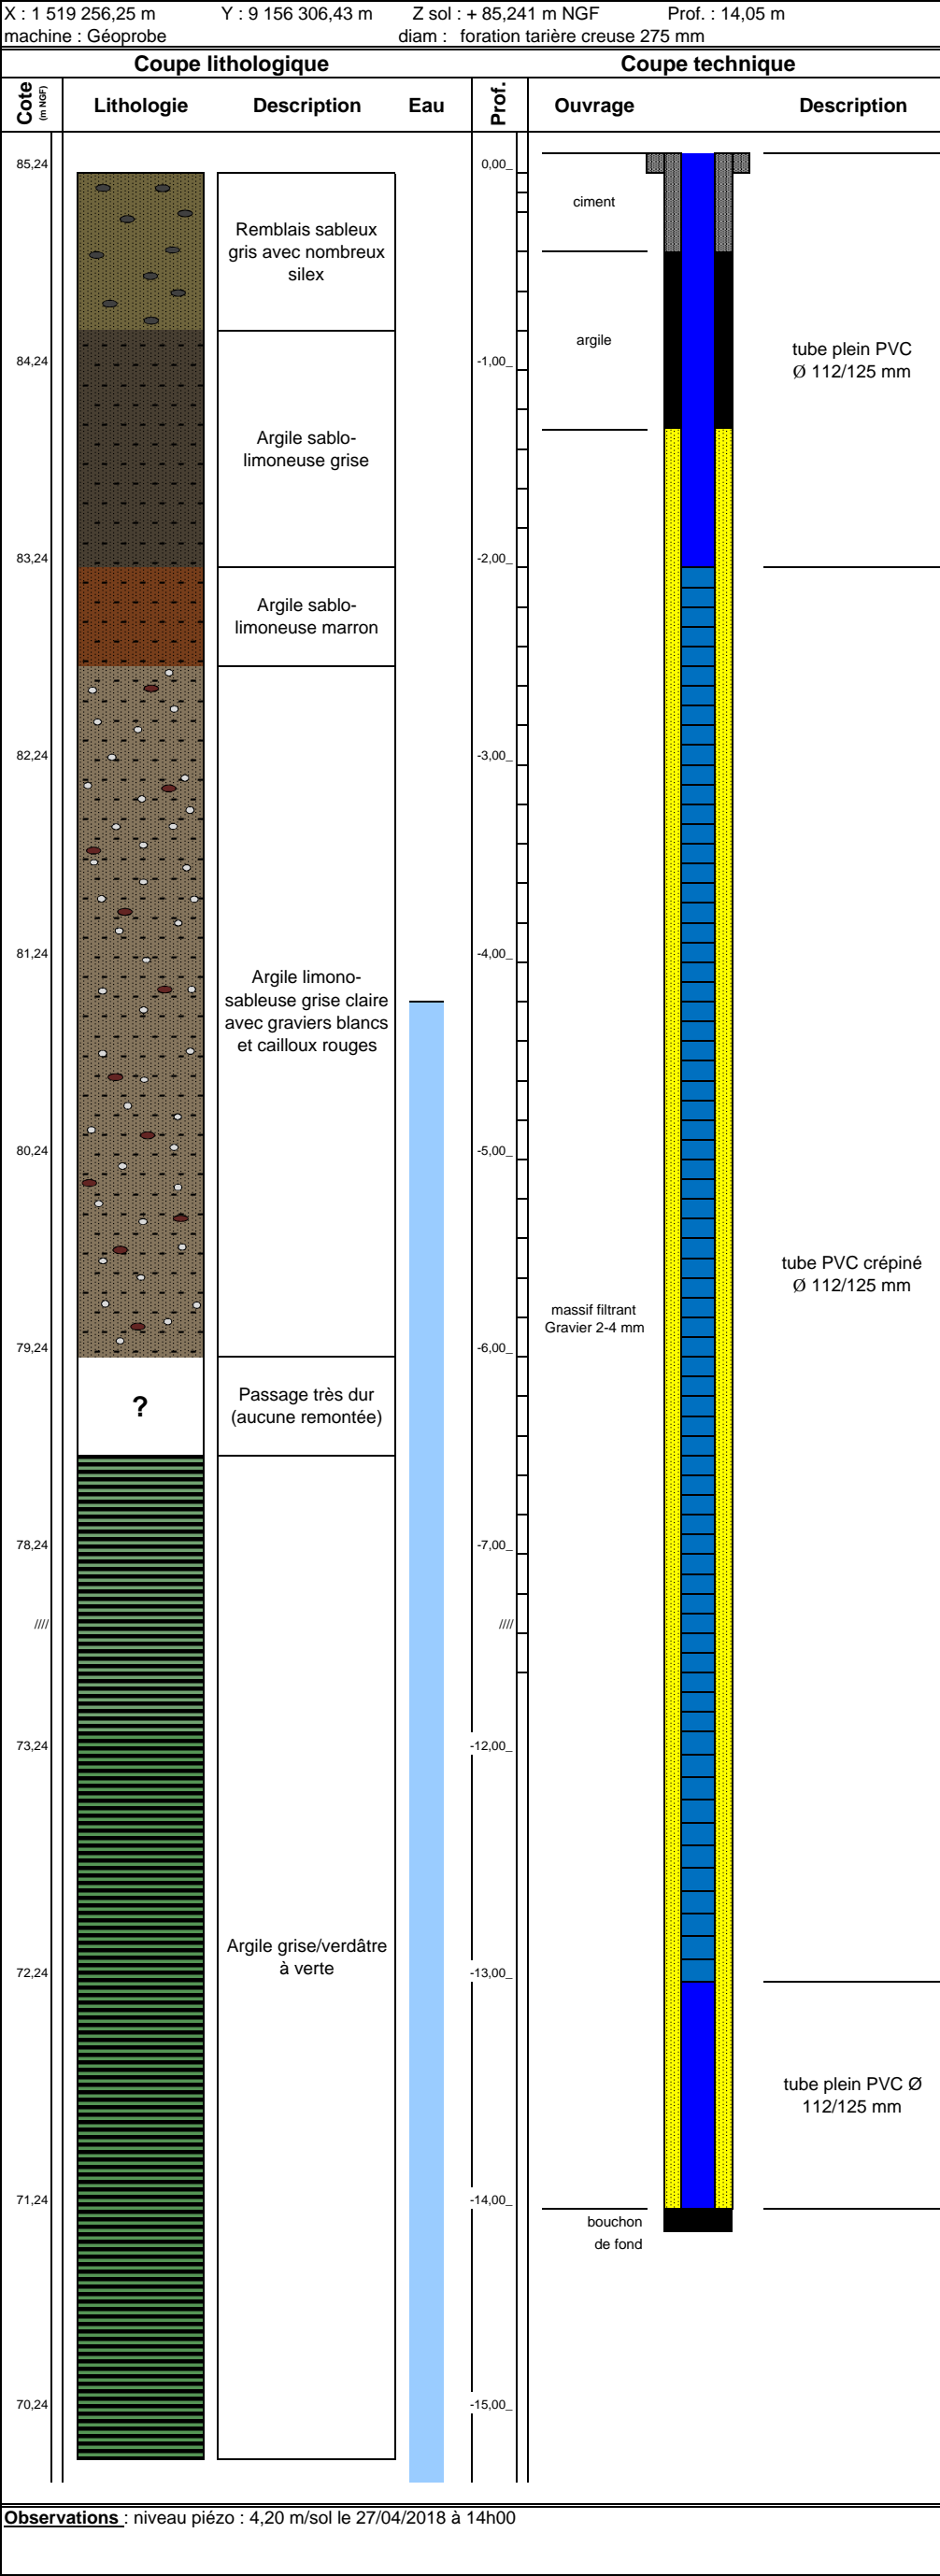 X : 1 519 256,25 m Y : 9 156 306,43 m Z sol : + 85,241 m NGF Prof. : 14,05 m
machine : Géoprobe diam : foration tarière creuse 275 mm
Coupe lithologique Coupe technique
Cote (m NGF) Lithologie Description Eau Prof. Ouvrage Description
85,24 0,00_
ciment
Remblais sableux
gris avec nombreux
silex
argile
tube plein PVC
Ø 112/125 mm
84,24 -1,00_
Argile sablo-
limoneuse grise
83,24 -2,00_
Argile sablo-
limoneuse marron
82,24 -3,00_
81,24 -4,00_
Argile limono-
sableuse grise claire
avec graviers blancs
et cailloux rouges
80,24 -5,00_
tube PVC crépiné
Ø 112/125 mm
massif filtrant
Gravier 2-4 mm
79,24 -6,00_
?
Passage très dur
(aucune remontée)
78,24 -7,00_
//// ////
73,24 -12,00_
Argile grise/verdâtre
à verte
72,24 -13,00_
tube plein PVC Ø
112/125 mm
71,24 -14,00_
bouchon
de fond
70,24 -15,00_
Observations : niveau piézo : 4,20 m/sol le 27/04/2018 à 14h00